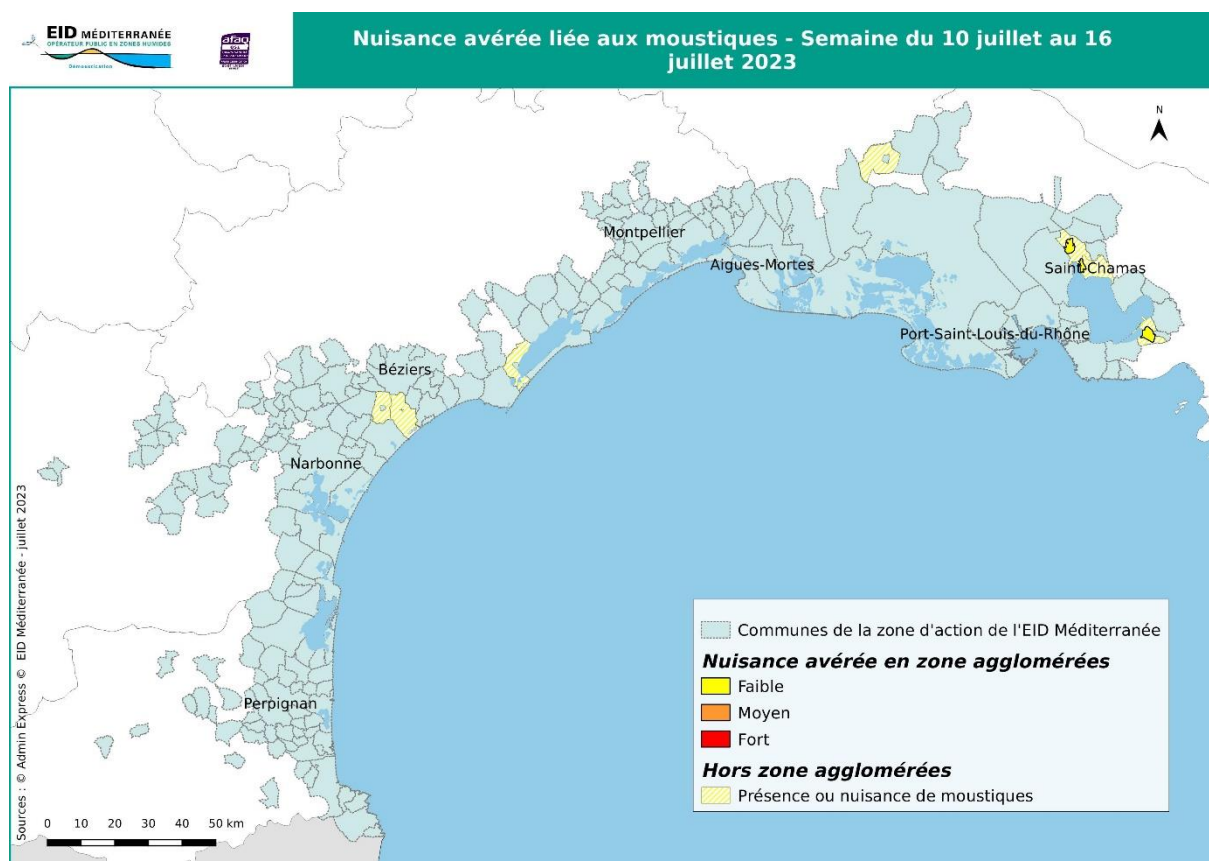 EID MÉDITERRANÉE
OPÉRATEUR PUBLIC EN ZONES HUMIDES
Démoustication
afaq
Nuisance avérée liée aux moustiques - Semaine du 10 juillet au 16
juillet 2023
N
Montpellier
Aigues-Mortes
Saint-Chamas
Port-Saint-Louis-du-Rhône
Béziers
Narbonne
Perpignan
Communes de la zone d'action de l'EID Méditerranée
Nuisance avérée en zone agglomérées
Faible
Moyen
Fort
Hors zone agglomérées
Présence ou nuisance de moustiques
0 10 20 30 40 50 km
Sources : © Admin Express © EID Méditerranée - juillet 2023